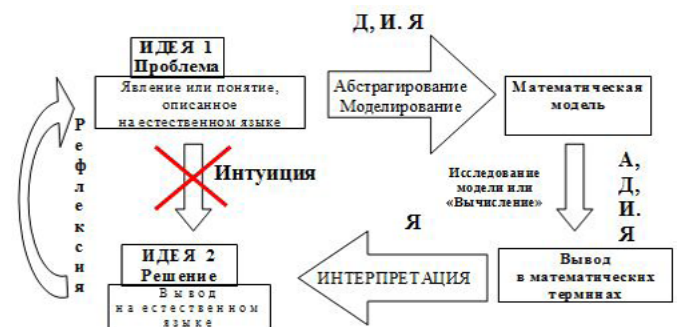 Д, И. Я
ИДЕЯ 1
Проблема
Явление или понятие,
описанное
на естественном языке
Абстрагирование
Моделирование
Математическая
модель
Рефлексия
Интуиция
Исследование
модели или
«Вычисление»
А,
Д,
И.
Я
Я
ИДЕЯ 2
Решение
Вывод
на естественном
языке
ИНТЕРПРЕТАЦИЯ
Вывод
в математических
терминах